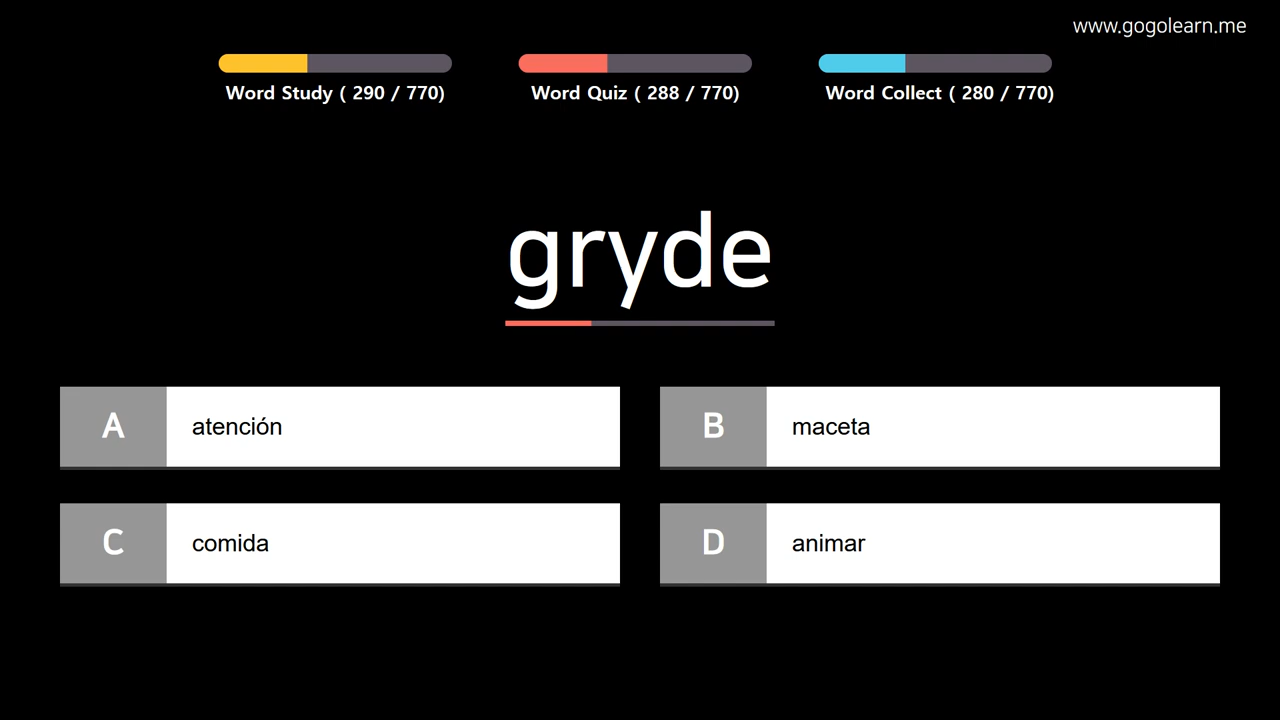 www.gogolearn.me
Word Study ( 290 / 770)
Word Quiz ( 288 / 770)
Word Collect ( 280 / 770)
gryde
A
atención
B
maceta
C
comida
D
animar